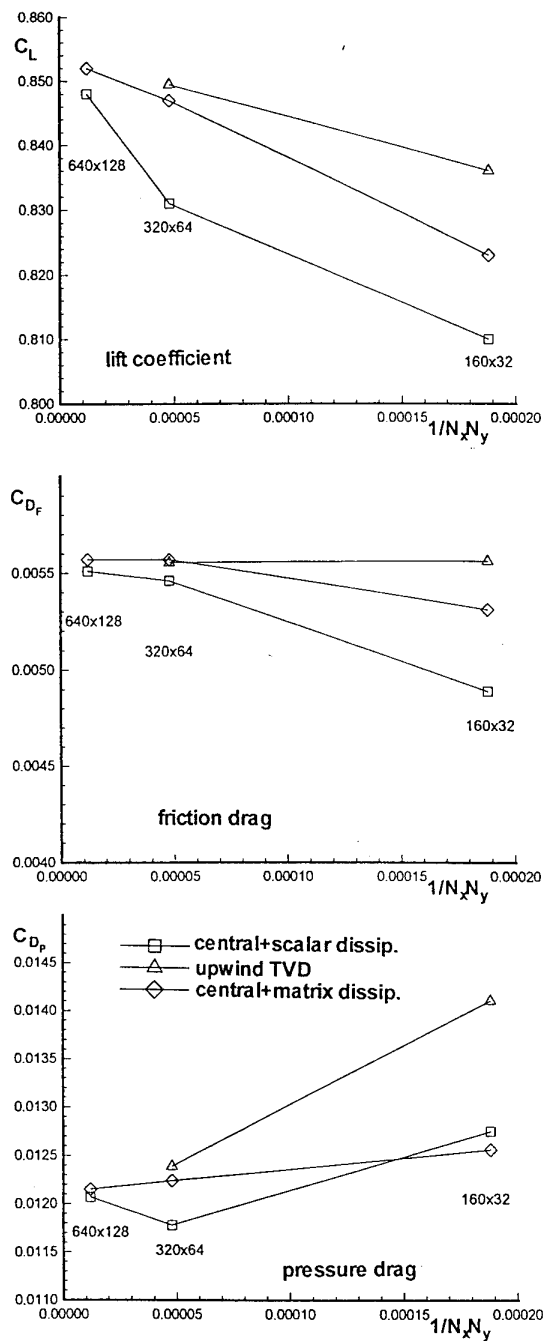 0.860
C_L
0.850
0.840
640x128
0.830
320x64
0.820
0.810
lift coefficient
160x32
0.800
0.00000 0.00005 0.00010 0.00015 0.00020
1/N_xN_y
C_D_F
0.0055
640x128
320x64
0.0050
160x32
0.0045
friction drag
0.0040
0.00000 0.00005 0.00010 0.00015 0.00020
1/N_xN_y
C_D_P
central+scalar dissip.
0.0145
upwind TVD
central+matrix dissip.
0.0140
0.0135
0.0130
0.0125
0.0120
160x32
640x128
0.0115
320x64
pressure drag
0.0110
0.00000 0.00005 0.00010 0.00015 0.00020
1/N_xN_y